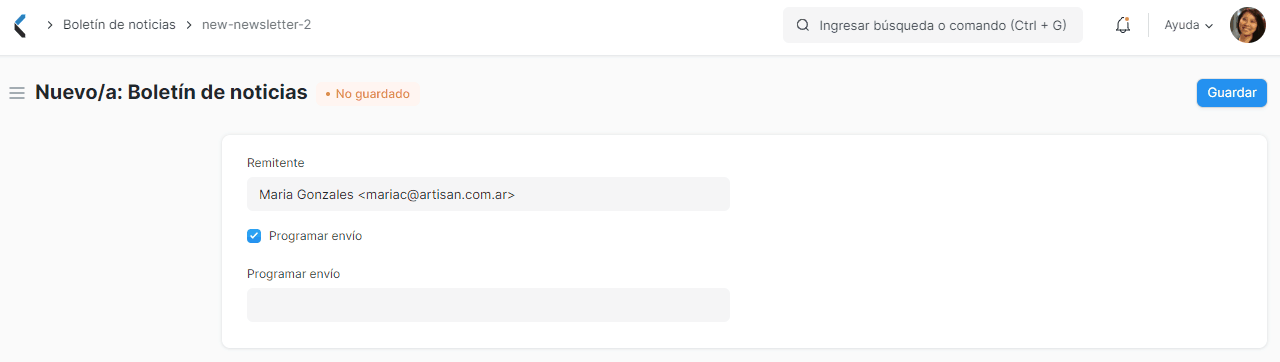 Boletín de noticias
new-newsletter-2
Ingresar búsqueda o comando (Ctrl + G)
Ayuda
Nuevo/a: Boletín de noticias
No guardado
Guardar
Remitente
Maria Gonzales <mariac@artisan.com.ar>
Programar envío
Programar envío